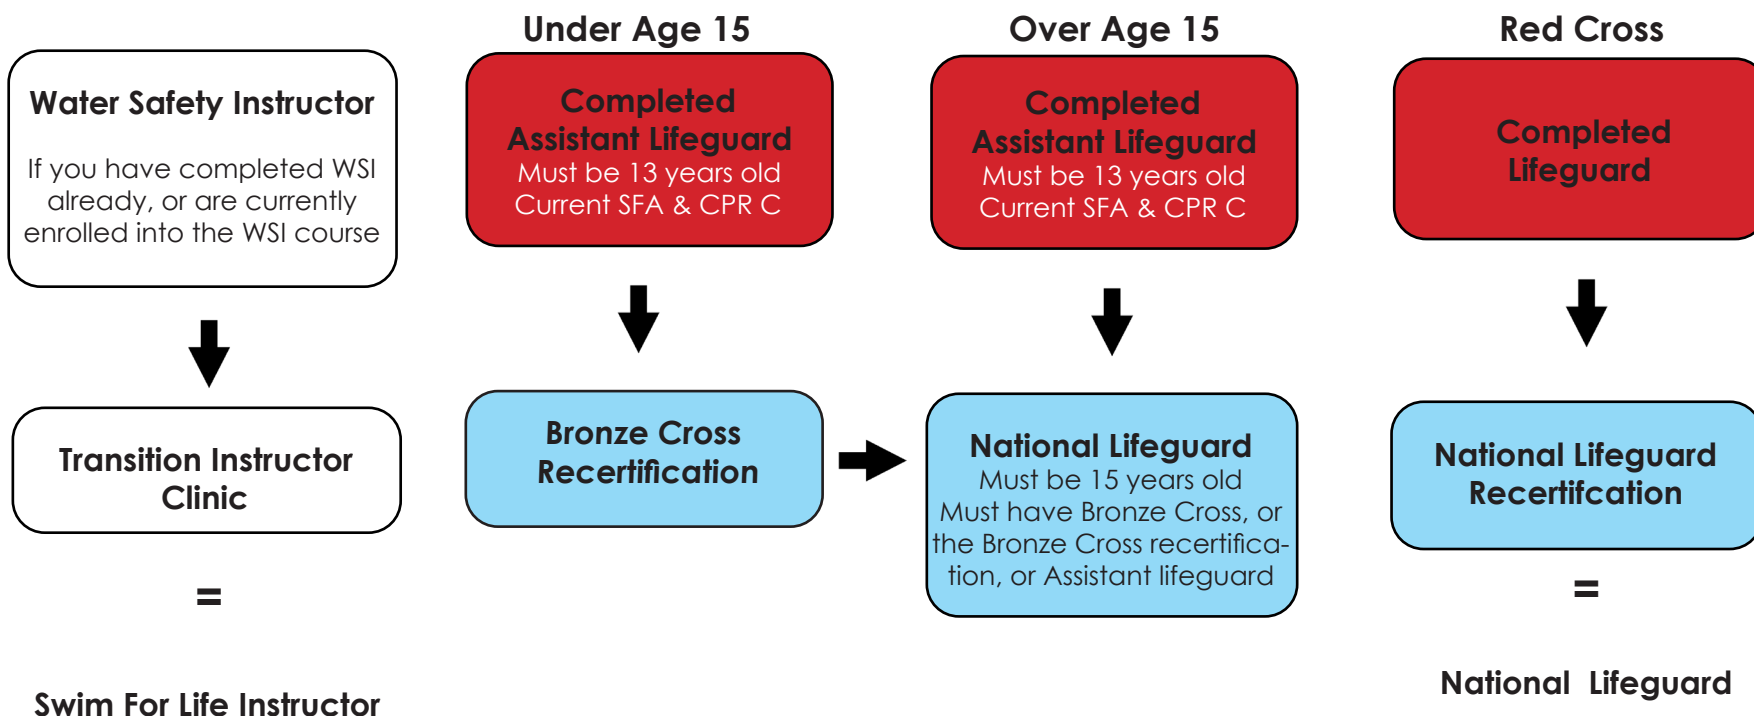 Water Safety Instructor
If you have completed WSI
already, or are currently
enrolled into the WSI course
Transition Instructor
Clinic
=
Swim For Life Instructor
Under Age 15
Completed
Assistant Lifeguard
Must be 13 years old
Current SFA & CPR C
Bronze Cross
Recertification
Over Age 15
Completed
Assistant Lifeguard
Must be 13 years old
Current SFA & CPR C
National Lifeguard
Must be 15 years old
Must have Bronze Cross, or
the Bronze Cross recertifica-
tion, or Assistant lifeguard
Red Cross
Completed
Lifeguard
National Lifeguard
Recertifcation
=
National Lifeguard